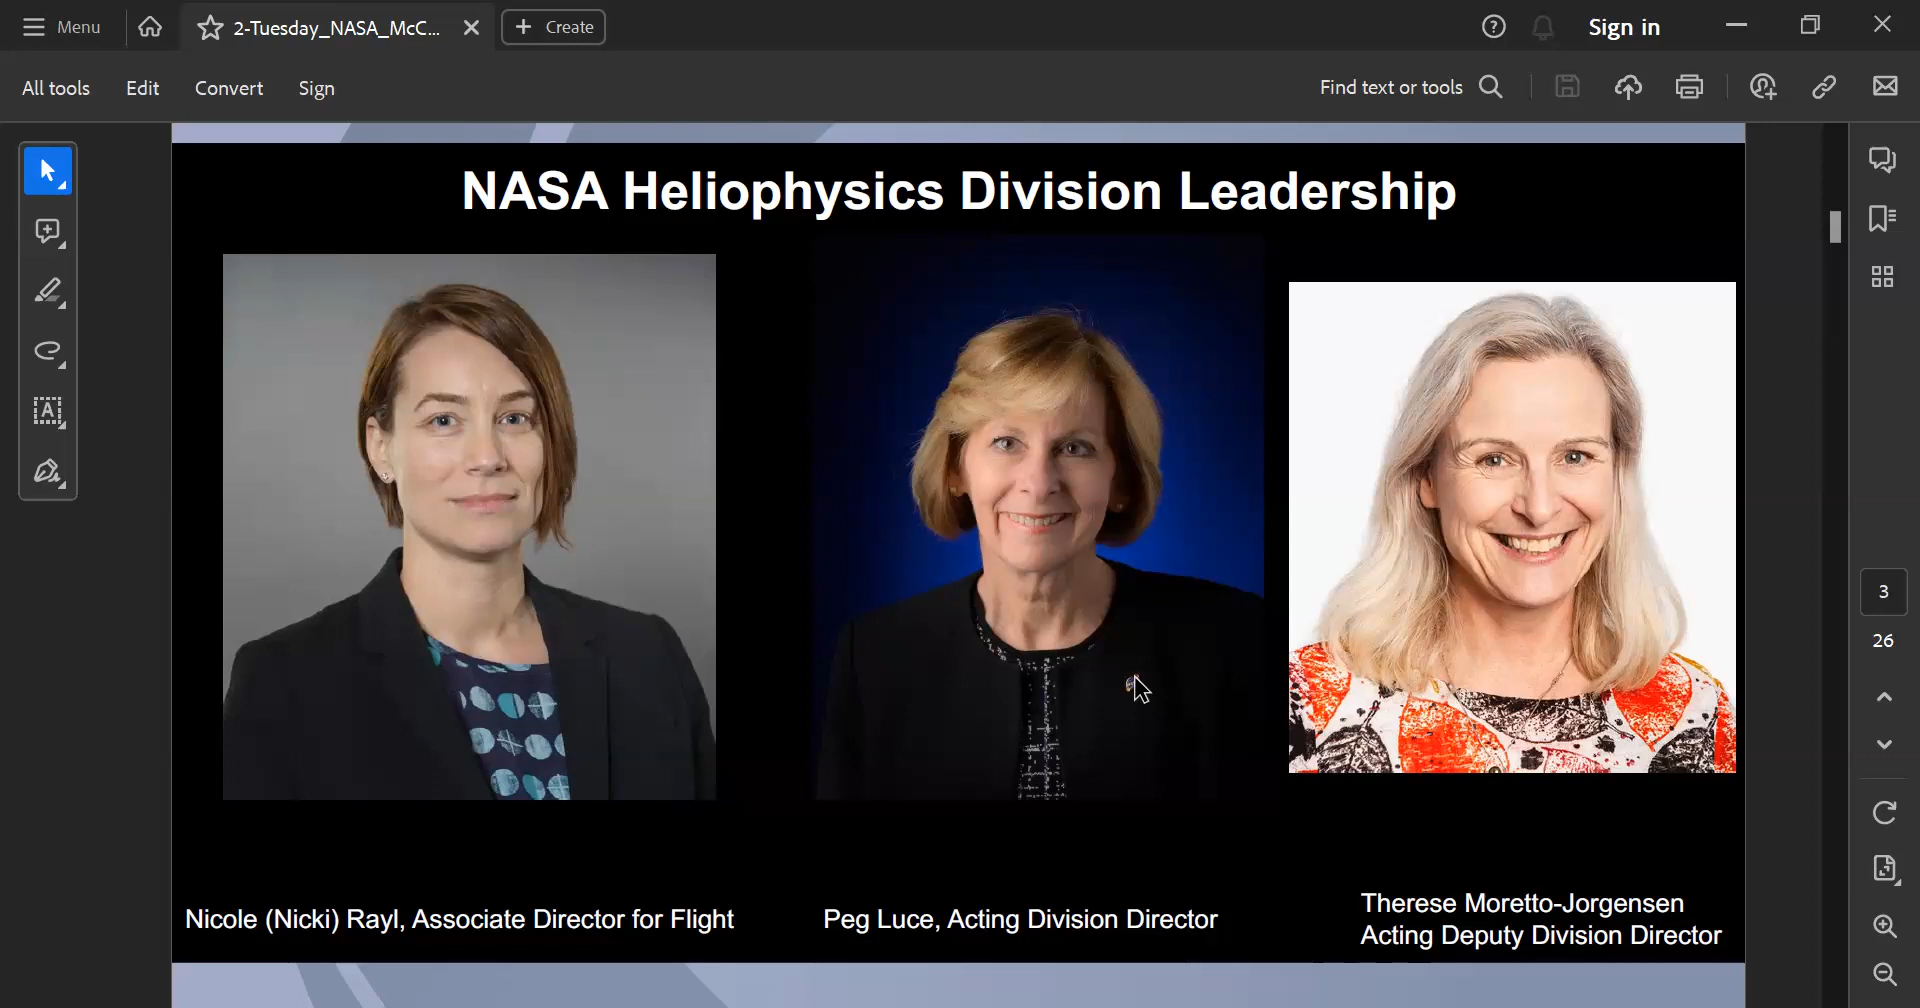 Menu
2-Tuesday_NASA_McC...
Create
Sign in
All tools
Edit
Convert
Sign
Find text or tools
NASA Heliophysics Division Leadership
3
26
Nicole (Nicki) Rayl, Associate Director for Flight
Peg Luce, Acting Division Director
Therese Moretto-Jorgensen
Acting Deputy Division Director